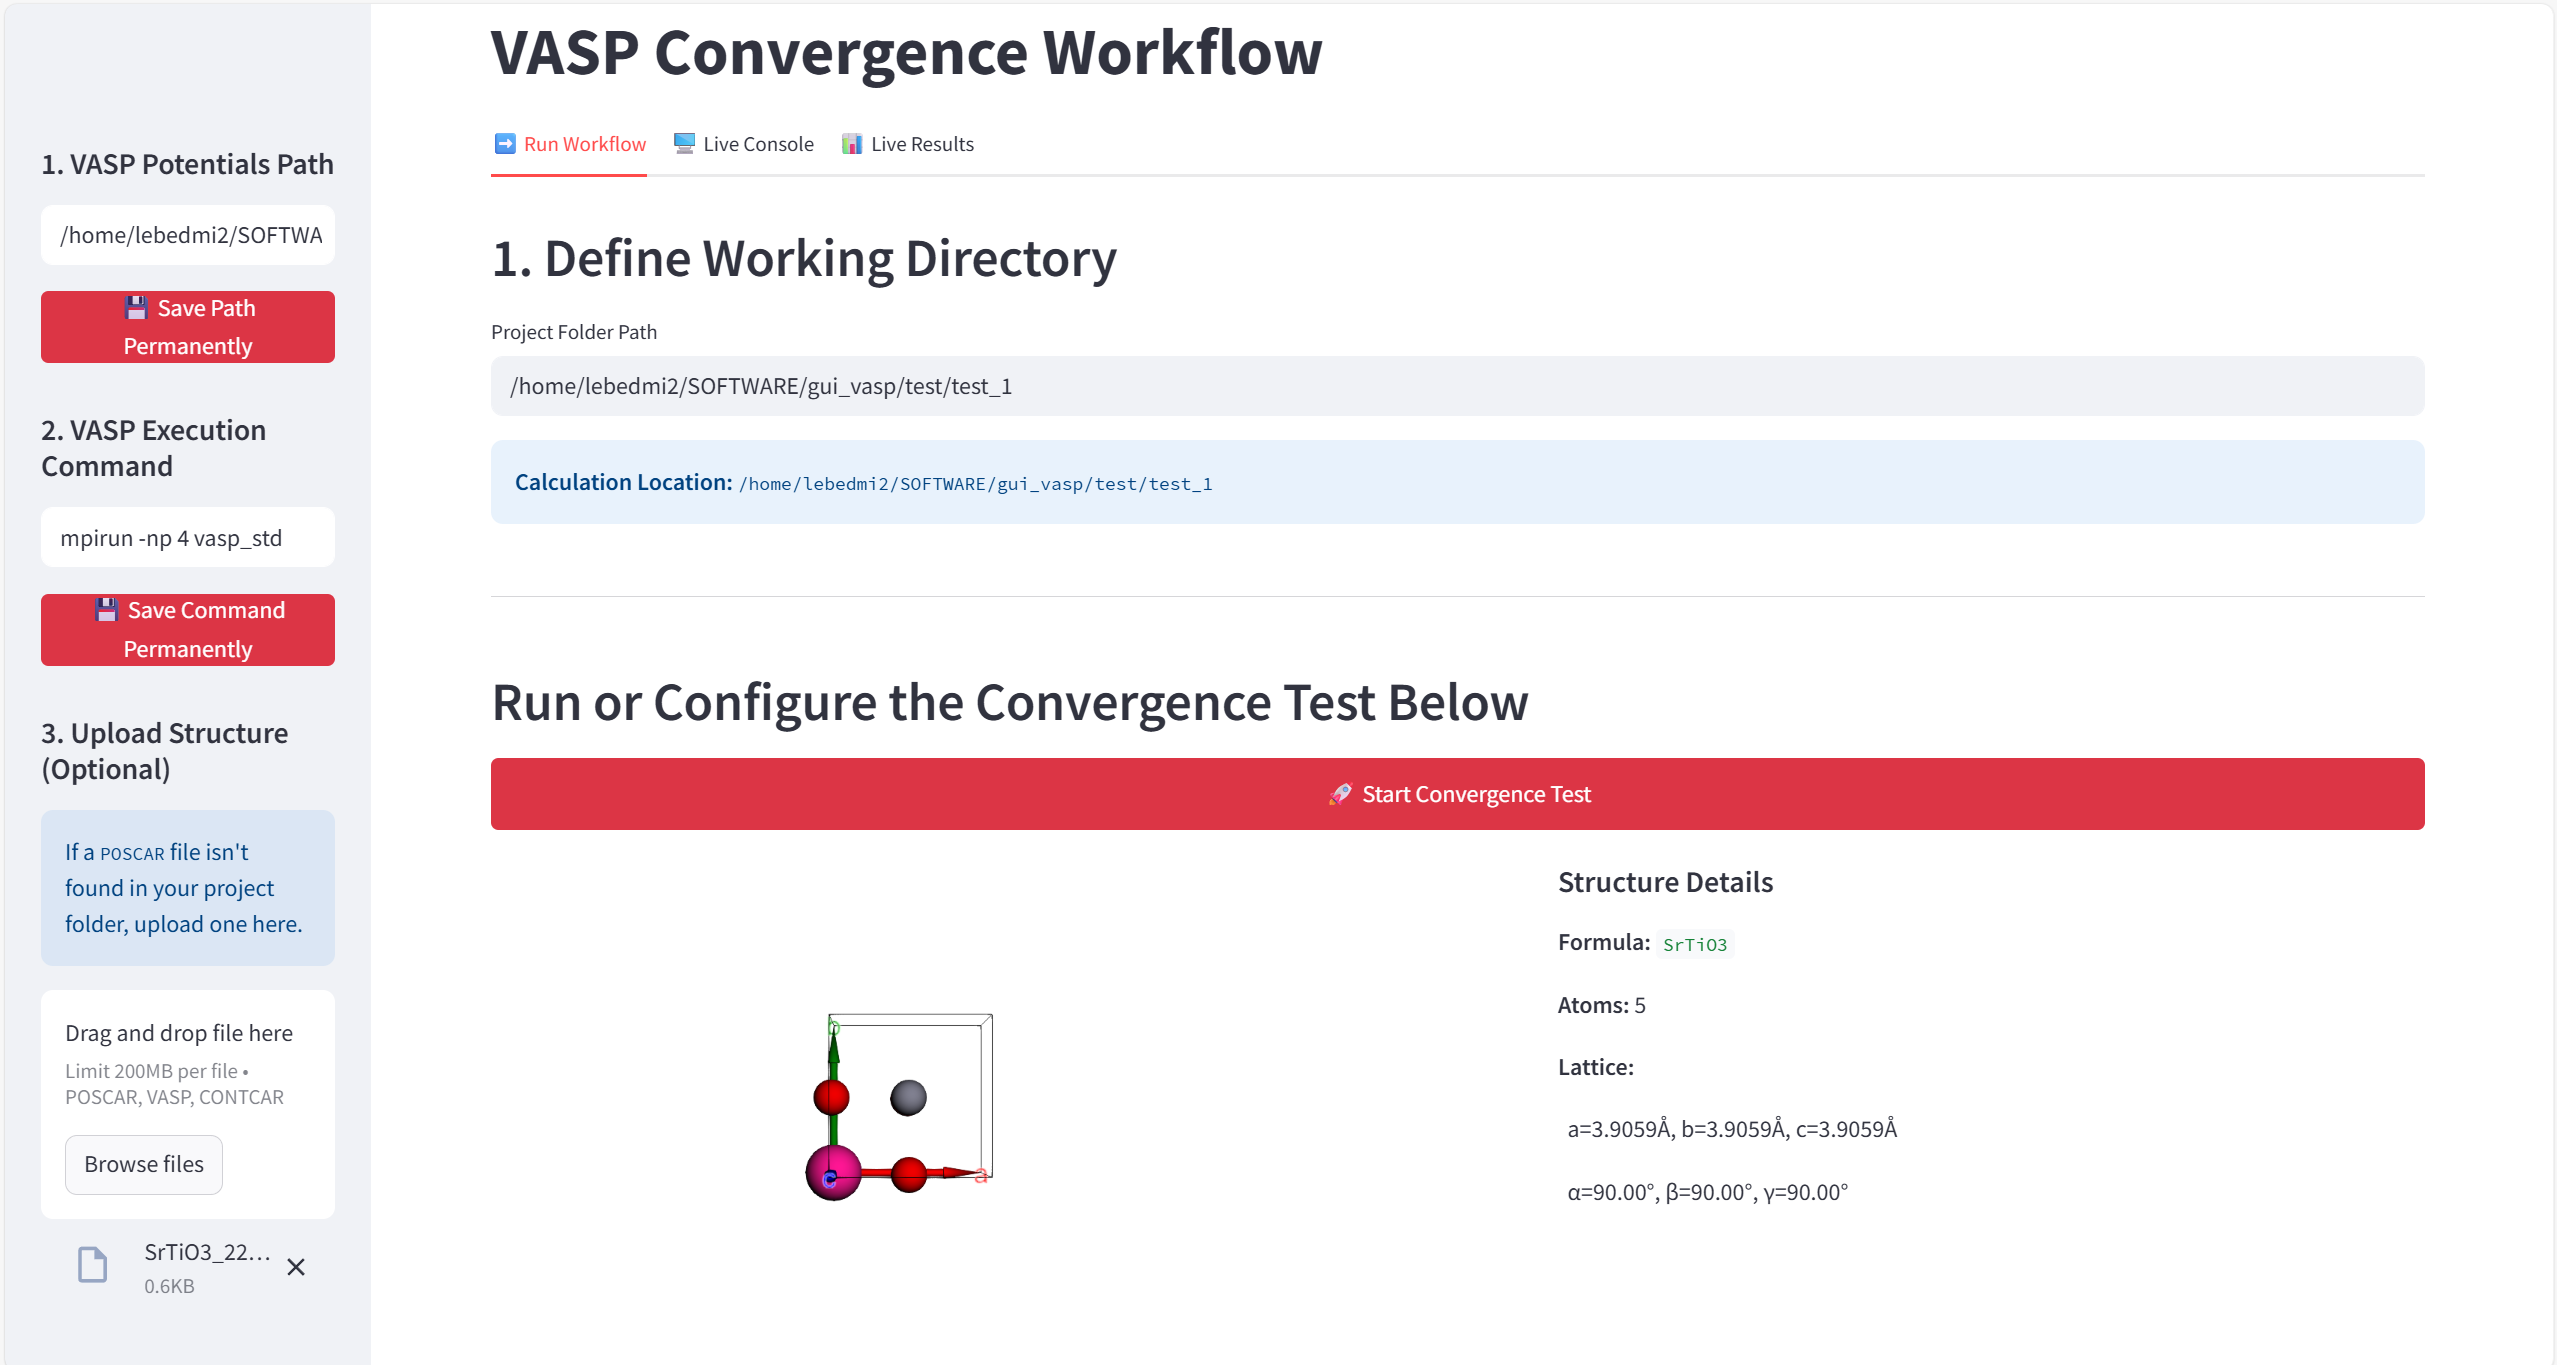 1. VASP Potentials Path
/home/lebedmi2/SOFTWA
💾 Save Path
Permanently
2. VASP Execution
Command
mpirun -np 4 vasp_std
💾 Save Command
Permanently
3. Upload Structure
(Optional)
If a POSCAR file isn't
found in your project
folder, upload one here.
Drag and drop file here
Limit 200MB per file •
POSCAR, VASP, CONTCAR
Browse files
SrTiO3_22...
0.6KB
VASP Convergence Workflow
➡️ Run Workflow
🖥️ Live Console
📊 Live Results
1. Define Working Directory
Project Folder Path
/home/lebedmi2/SOFTWARE/gui_vasp/test/test_1
Calculation Location: /home/lebedmi2/SOFTWARE/gui_vasp/test/test_1
Run or Configure the Convergence Test Below
🚀 Start Convergence Test
b
c
a
Structure Details
Formula: SrTiO3
Atoms: 5
Lattice:
a=3.9059Å, b=3.9059Å, c=3.9059Å
α=90.00°, β=90.00°, γ=90.00°